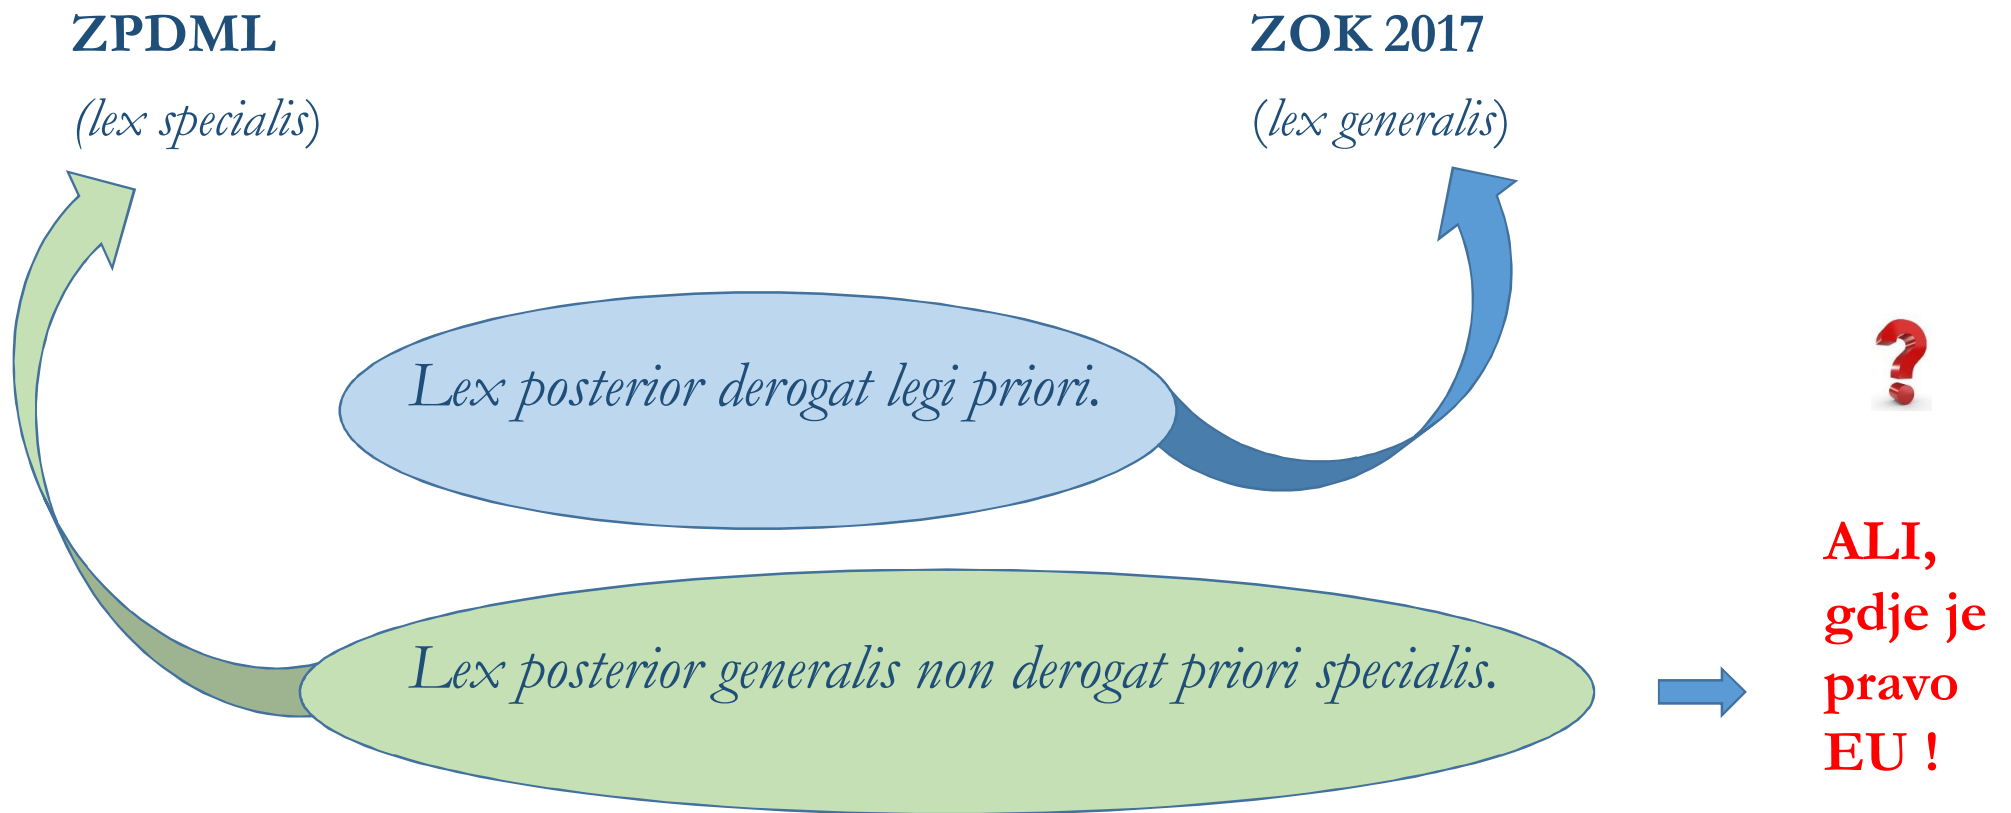 ZPDML
(lex specialis)
ZOK 2017
(lex generalis)
Lex posterior derogat legi priori.
Lex posterior generalis non derogat priori specialis.
?
ALI,
gdje je
pravo
EU !